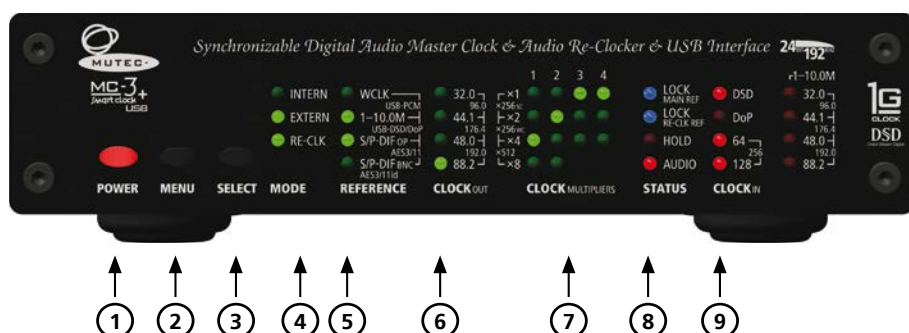 Synchronizable Digital Audio Master Clock & Audio Re-Clocker & USB Interface
24 192
MUTEC
MC-3+
Smart clock
USB
INTERN
EXTERN
RE-CLK
WCLK
USB-PCM
1–10.0M
USB-DSD/DoP
S/P-DIF OP
AES3/11
S/P-DIF BNC
AES3/11id
32.0
96.0
44.1
176.4
48.0
192.0
88.2
1 2 3 4
×1
×256 sc
×2
×256 wc
×4
×512
×8
LOCK
MAIN REF
LOCK
RE-CLK REF
HOLD
AUDIO
DSD
DoP
64
256
128
r1–10.0M
32.0
96.0
44.1
176.4
48.0
192.0
88.2
1G
CLOCK
DSD
POWER MENU SELECT MODE REFERENCE CLOCK OUT CLOCK MULTIPLIERS STATUS CLOCK IN
1 2 3 4 5 6 7 8 9